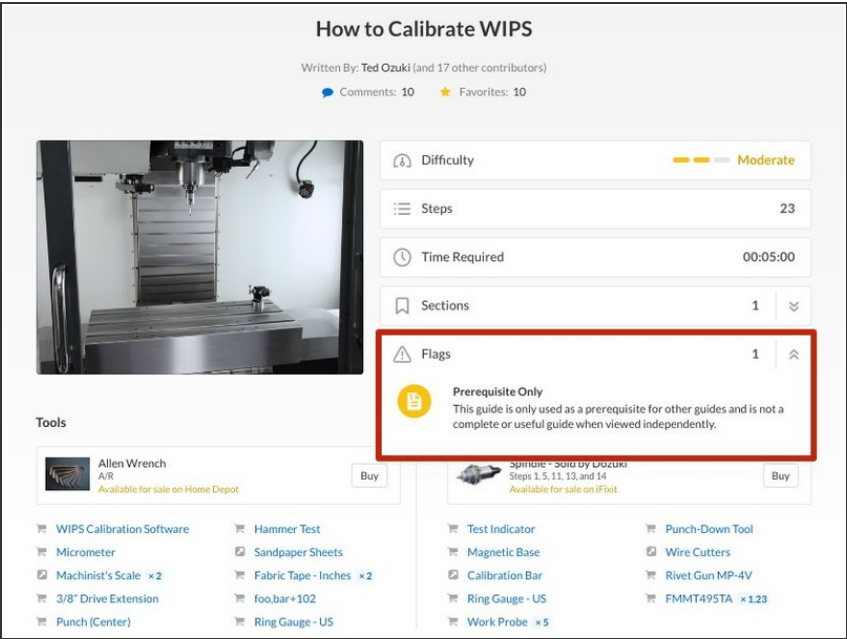 How to Calibrate WIPS
Written By: Ted Ozuki (and 17 other contributors)
Comments: 10 Favorites: 10
Difficulty Moderate
Steps 23
Time Required 00:05:00
Sections 1
Flags 1
Prerequisite Only
This guide is only used as a prerequisite for other guides and is not a
complete or useful guide when viewed independently.
Tools
Allen Wrench
A/R
Available for sale on Home Depot
Buy
Spindle - Sold by Dozuki
Steps 1, 5, 11, 13, and 14
Available for sale on iFixit
Buy
WIPS Calibration Software
Micrometer
Machinist's Scale ×2
3/8" Drive Extension
Punch (Center)
Hammer Test
Sandpaper Sheets
Fabric Tape - Inches ×2
foo,bar+102
Ring Gauge - US
Test Indicator
Magnetic Base
Calibration Bar
Ring Gauge - US
Work Probe ×5
Punch-Down Tool
Wire Cutters
Rivet Gun MP-4V
FMMT495TA ×1.23